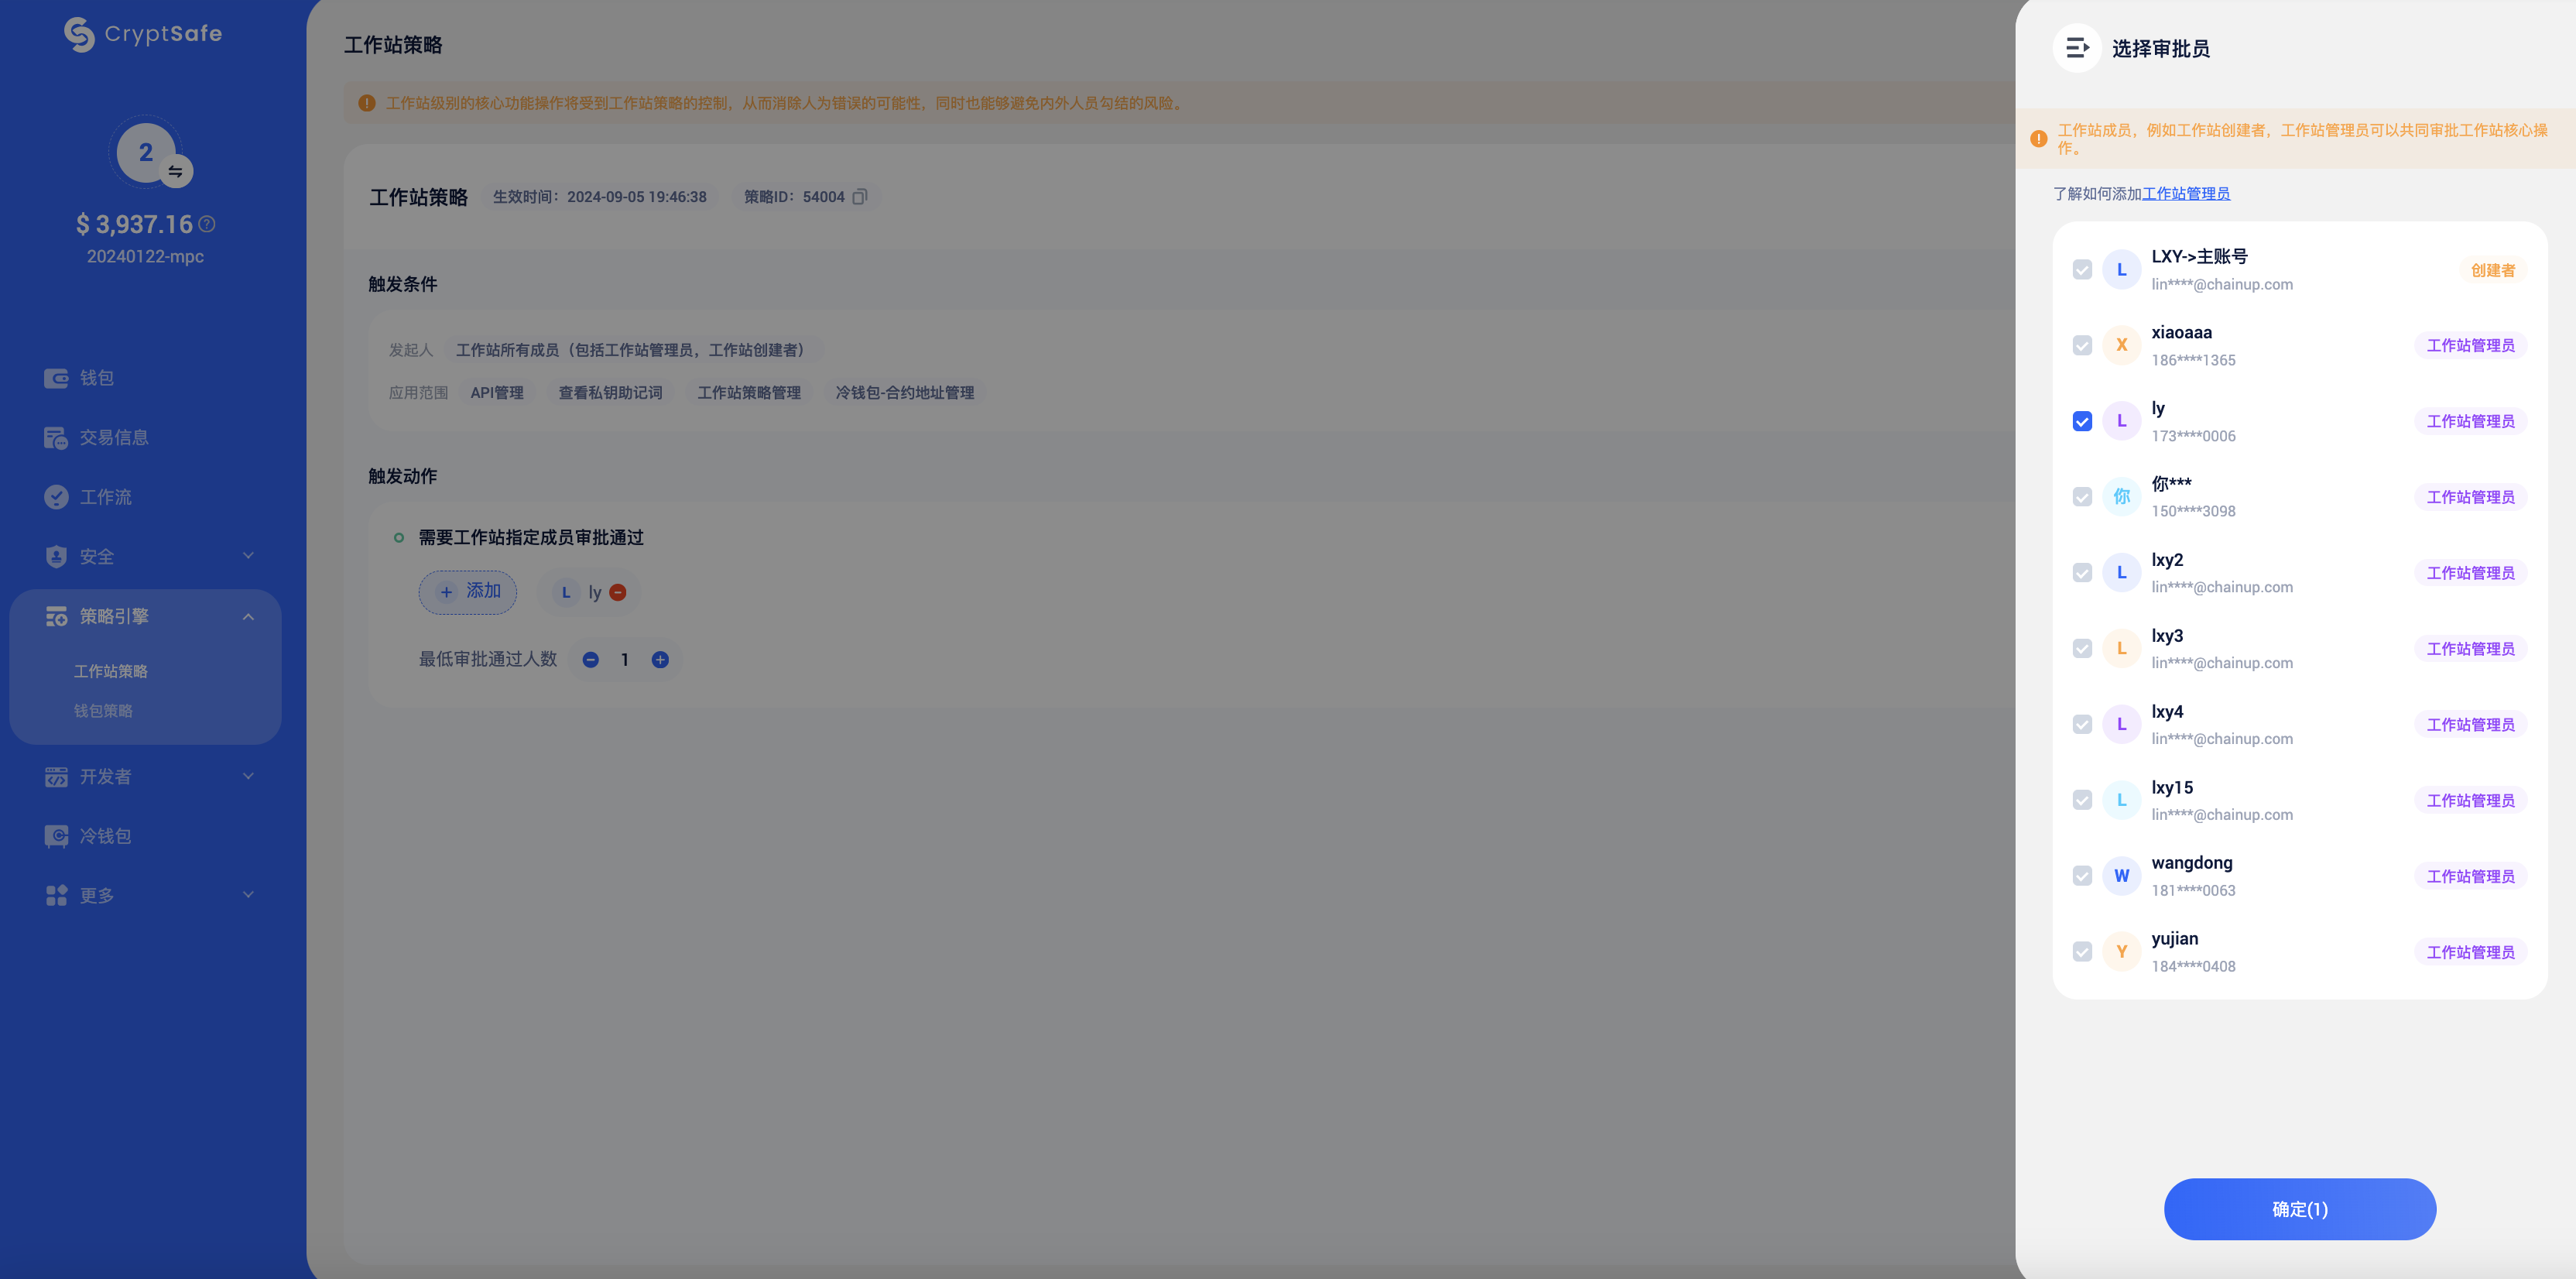 CryptSafe
2
$ 3,937.16
20240122-mpc
钱包
交易信息
工作流
安全
策略引擎
工作站策略
钱包策略
开发者
冷钱包
更多
工作站策略
工作站级别的核心功能操作将受到工作站策略的控制，从而消除人为错误的可能性，同时也能够避免内外人员勾结的风险。
工作站策略 生效时间：2024-09-05 19:46:38 策略ID：54004
触发条件
发起人 工作站所有成员（包括工作站管理员，工作站创建者）
应用范围 API管理 查看私钥助记词 工作站策略管理 冷钱包-合约地址管理
触发动作
需要工作站指定成员审批通过
+ 添加 L ly
最低审批通过人数 1
选择审批员
工作站成员，例如工作站创建者，工作站管理员可以共同审批工作站核心操
作。
了解如何添加工作站管理员
L LXY->主账号 创建者
lin****@chainup.com
X xiaoaaa 工作站管理员
186****1365
L ly 工作站管理员
173****0006
你 你*** 工作站管理员
150****3098
L lxy2 工作站管理员
lin****@chainup.com
L lxy3 工作站管理员
lin****@chainup.com
L lxy4 工作站管理员
lin****@chainup.com
L lxy15 工作站管理员
lin****@chainup.com
W wangdong 工作站管理员
181****0063
Y yujian 工作站管理员
184****0408
确定(1)